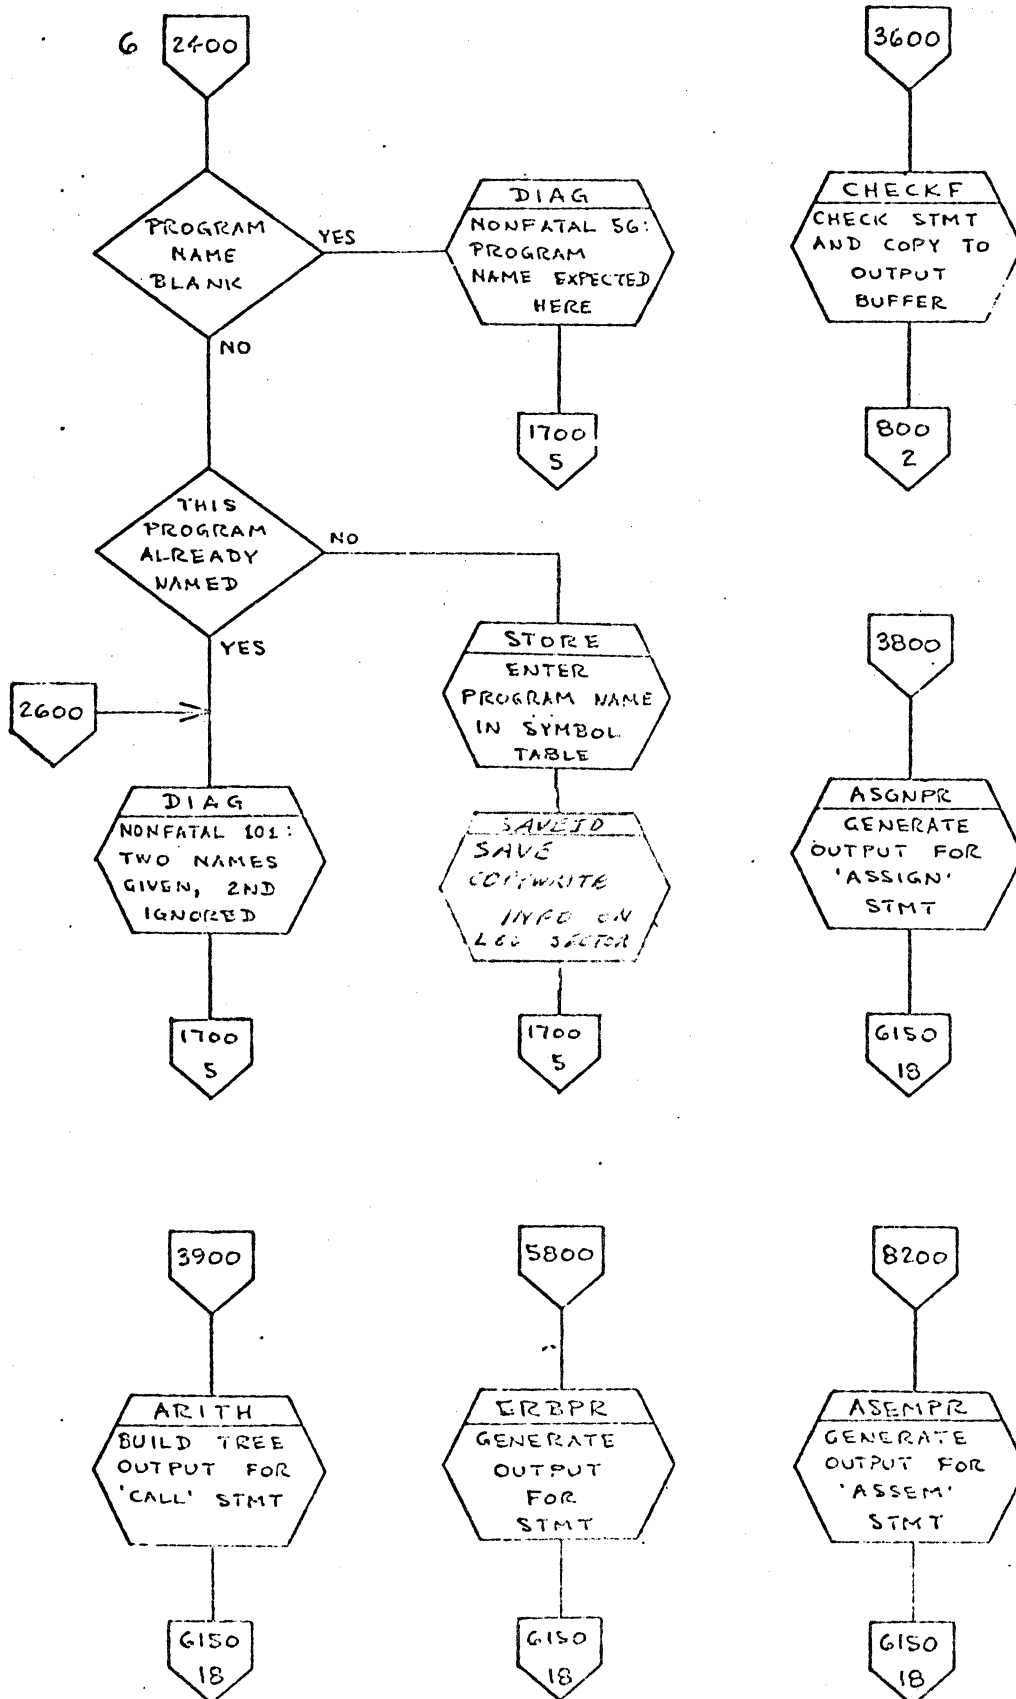 6 2400
PROGRAM
NAME
BLANK
YES
NO
DIAG
NONFATAL 56:
PROGRAM
NAME EXPECTED
HERE
1700
5
3600
CHECKF
CHECK STMT
AND COPY TO
OUTPUT
BUFFER
800
2
THIS
PROGRAM
ALREADY
NAMED
NO
YES
2600
DIAG
NONFATAL 101:
TWO NAMES
GIVEN, 2ND
IGNORED
1700
5
STORE
ENTER
PROGRAM NAME
IN SYMBOL
TABLE
SAVEID
SAVE
COPYWRITE
INFO ON
SECTOR
1700
5
3800
ASGNPR
GENERATE
OUTPUT FOR
'ASSIGN'
STMT
6150
18
3900
ARITH
BUILD TREE
OUTPUT FOR
'CALL' STMT
6150
18
5800
ERBPR
GENERATE
OUTPUT
FOR
STMT
6150
18
8200
ASEMPR
GENERATE
OUTPUT FOR
'ASSEM'
STMT
6150
18